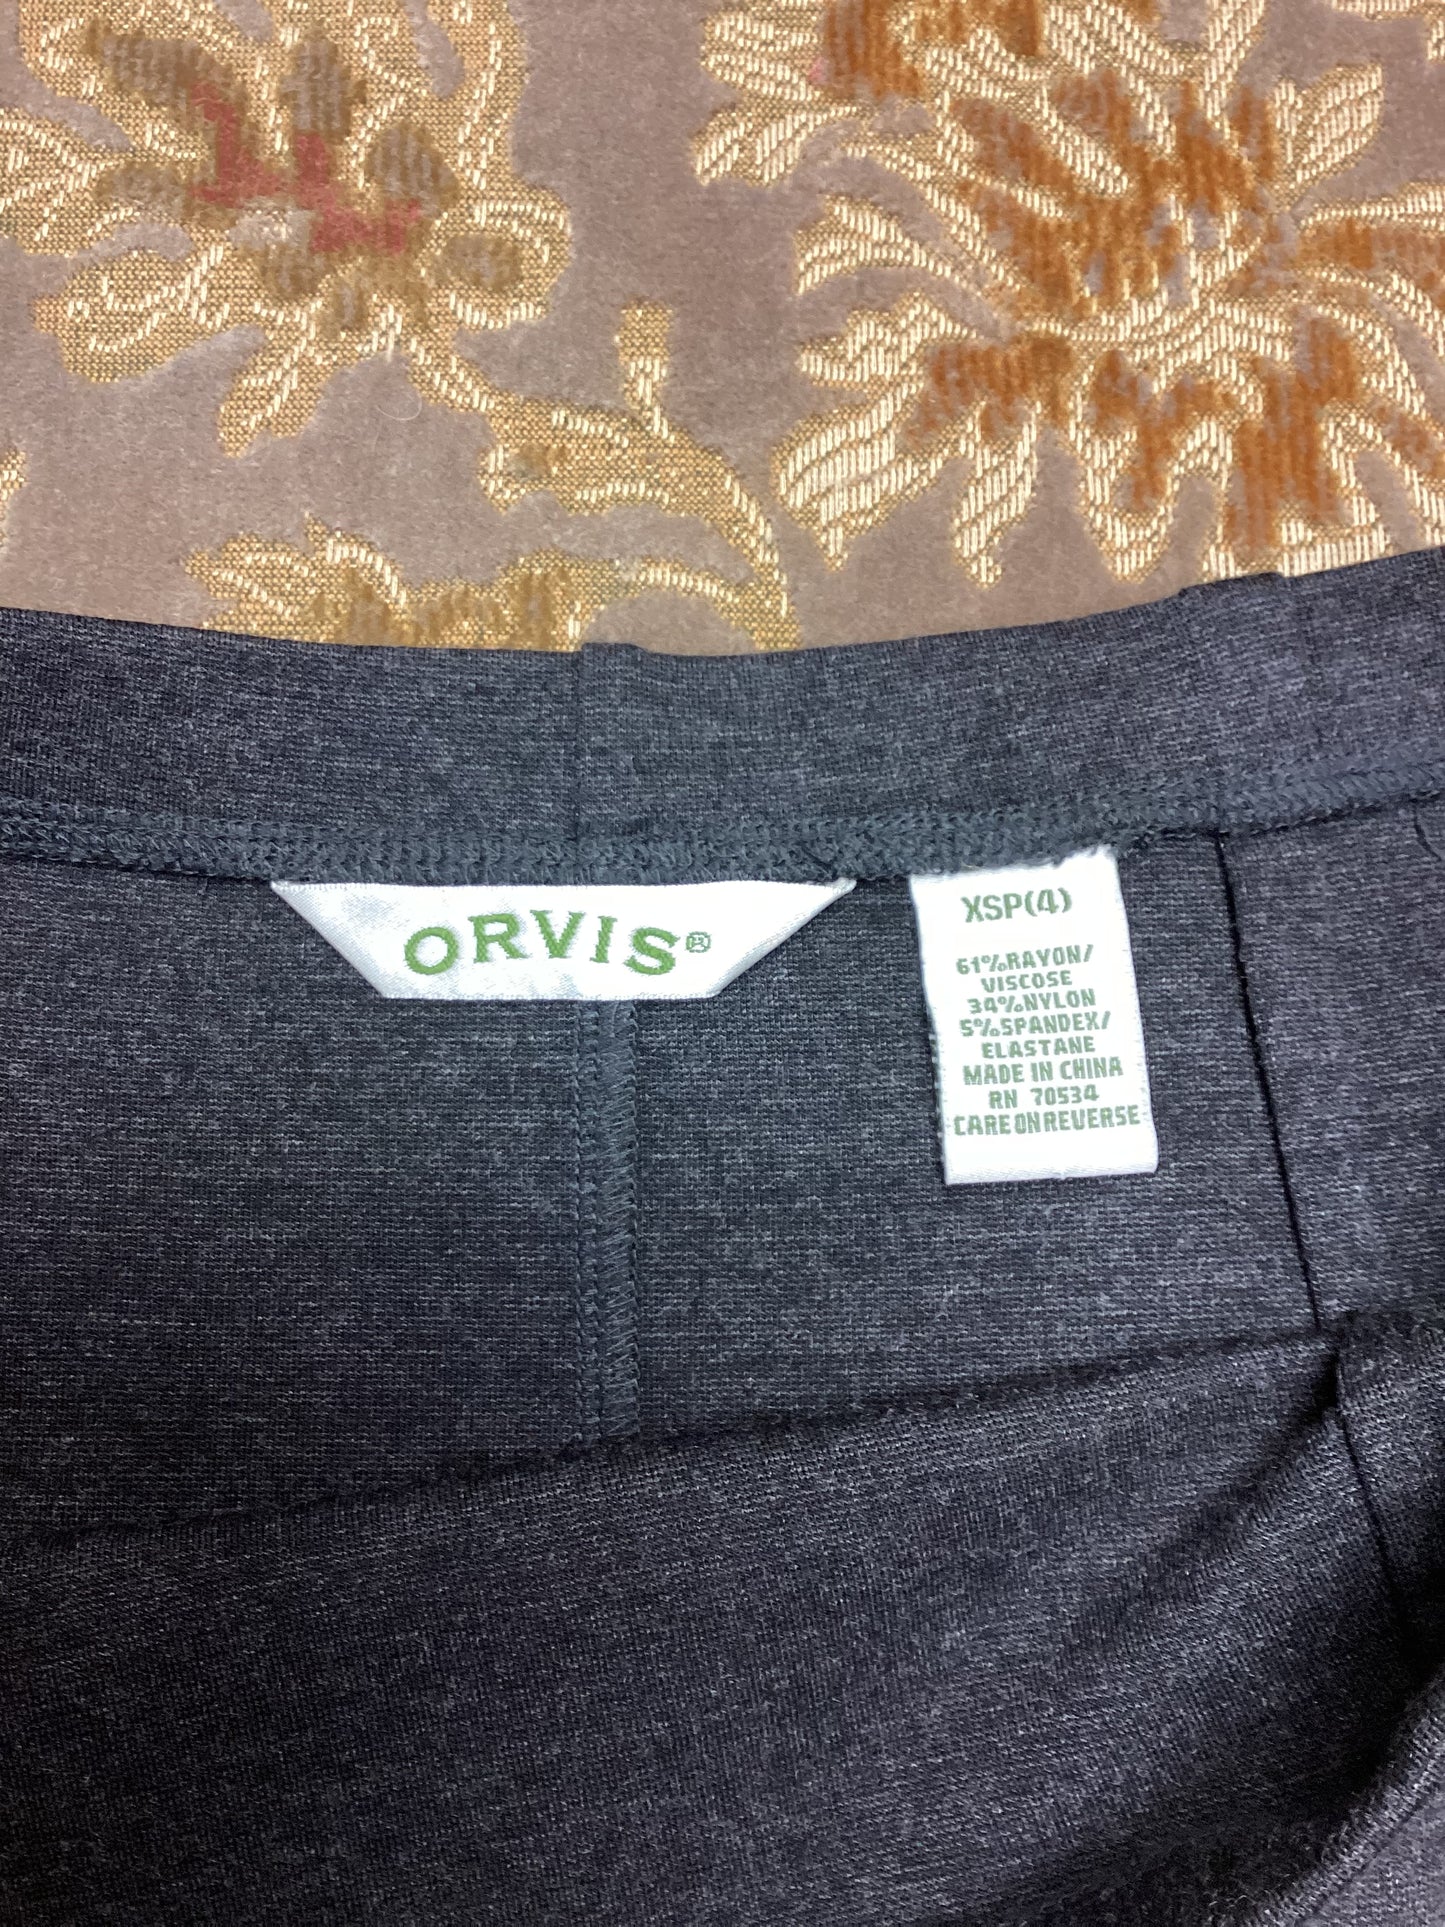 ORVIS®
XSP(4)
61%RAYON/
VISCOSE
34%NYLON
5%SPANDEX/
ELASTANE
MADE IN CHINA
RN 70534
CARE ON REVERSE